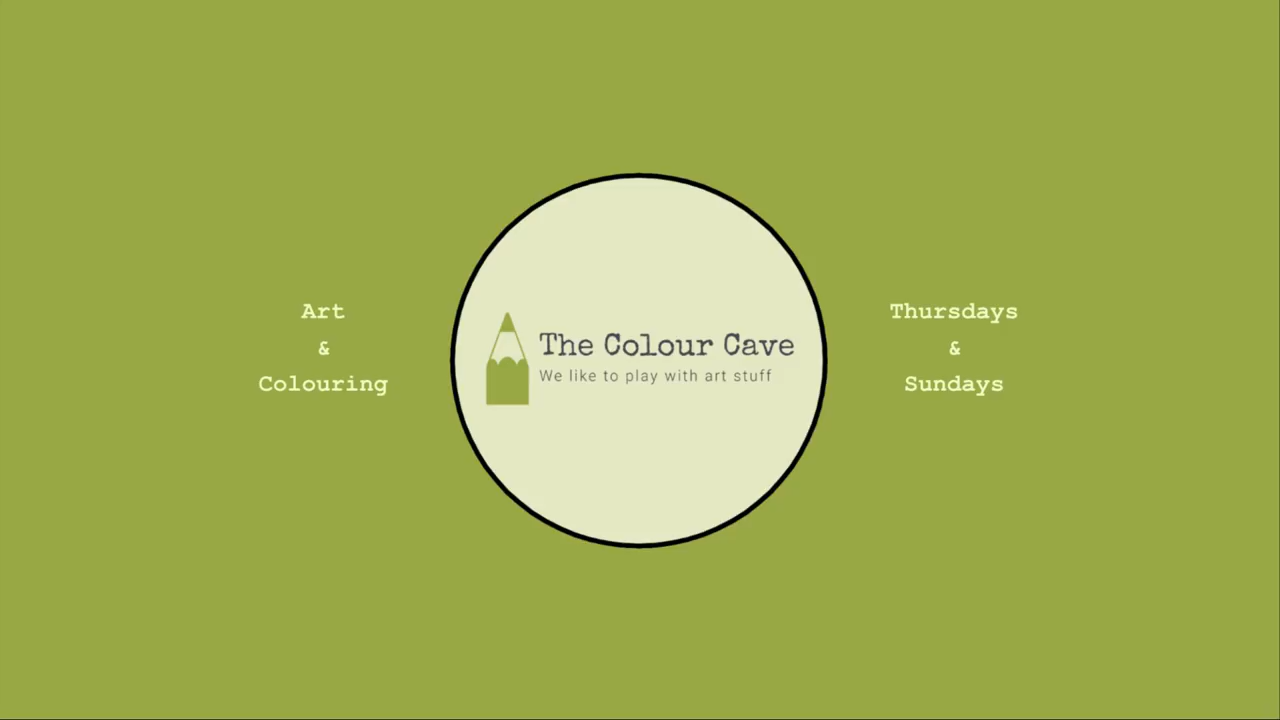 Art
&
Colouring
The Colour Cave
We like to play with art stuff
Thursdays
&
Sundays